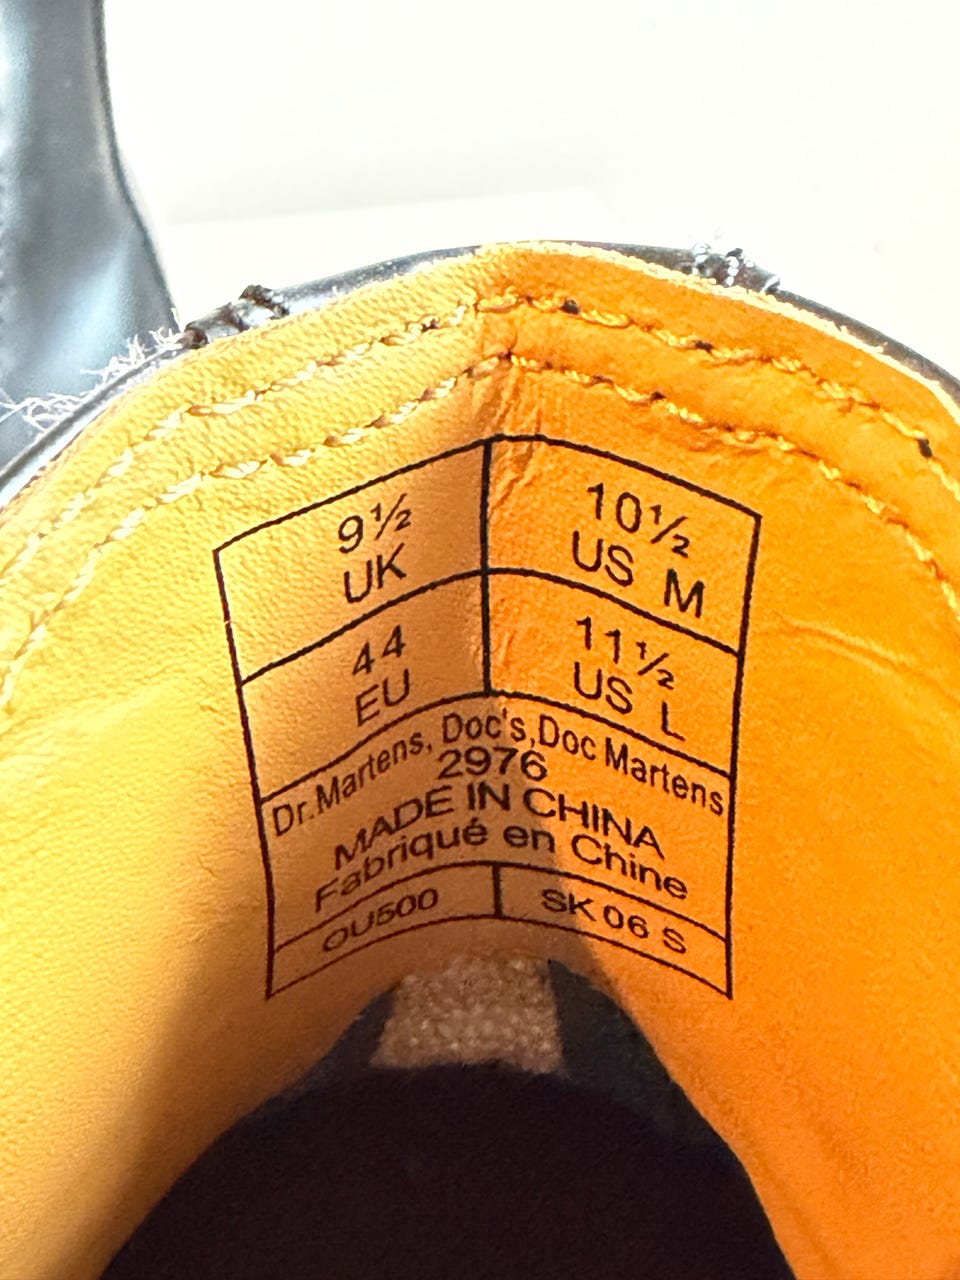 9½
UK
10½
US M
44
EU
11½
US L
Dr.Martens, Doc's,Doc Martens
2976
MADE IN CHINA
Fabriqué en Chine
OU500
SK 06 S